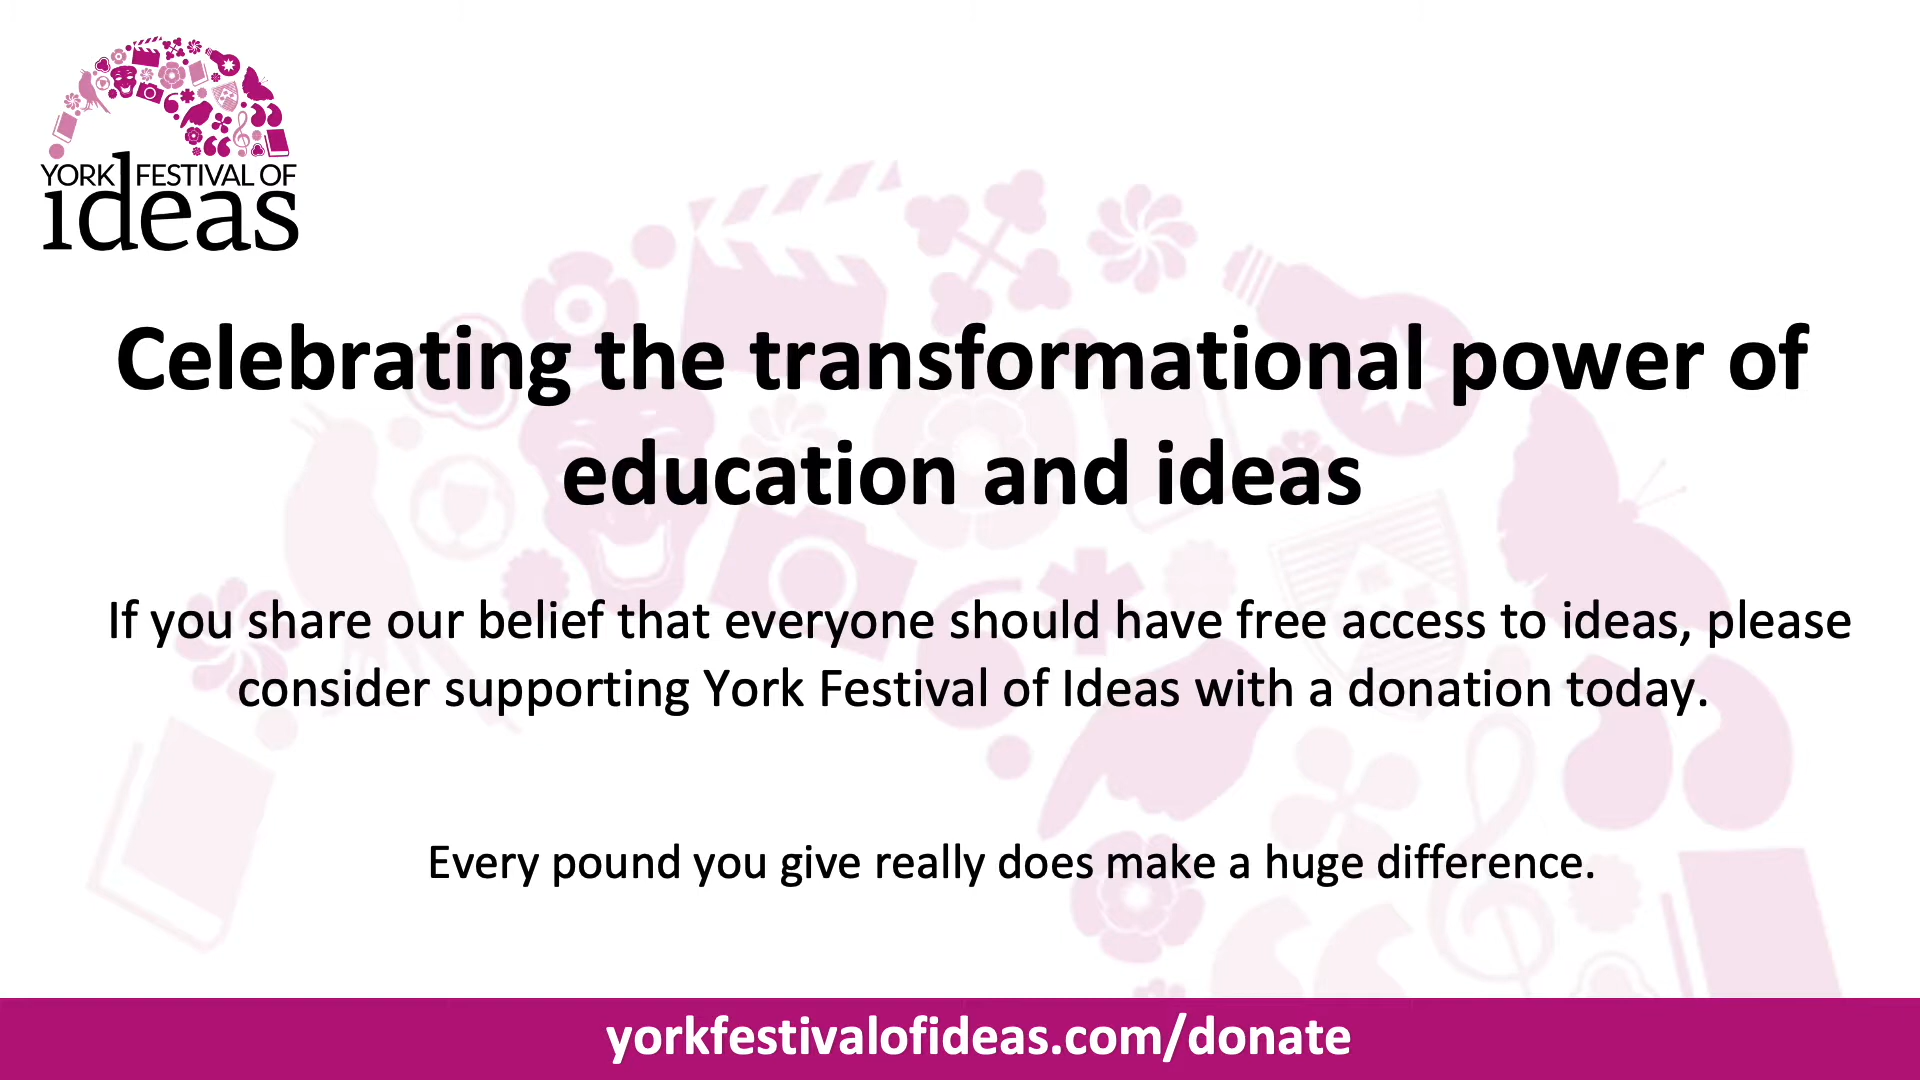 YORK FESTIVAL OF
ideas
Celebrating the transformational power of
education and ideas
If you share our belief that everyone should have free access to ideas, please
consider supporting York Festival of Ideas with a donation today.
Every pound you give really does make a huge difference.
yorkfestivalofideas.com/donate